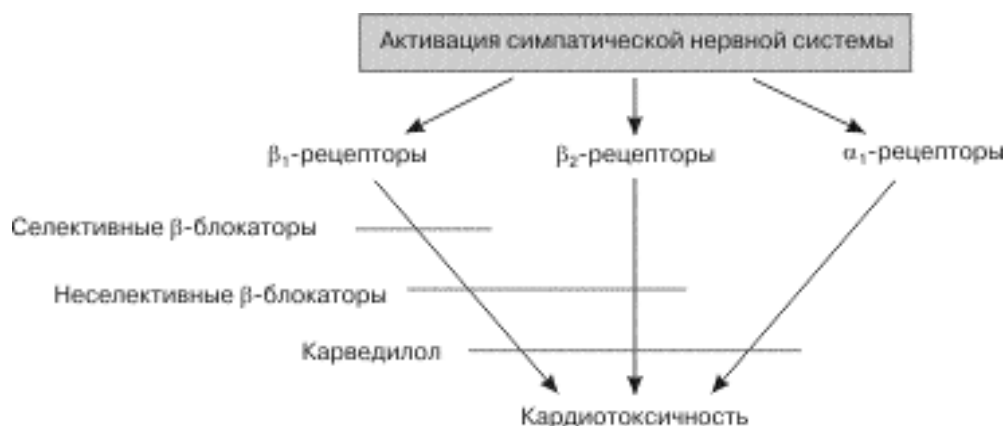 Активация симпатической нервной системы
β₁-рецепторы
β₂-рецепторы
α₁-рецепторы
Селективные β-блокаторы
Неселективные β-блокаторы
Карведилол
Кардиотоксичность